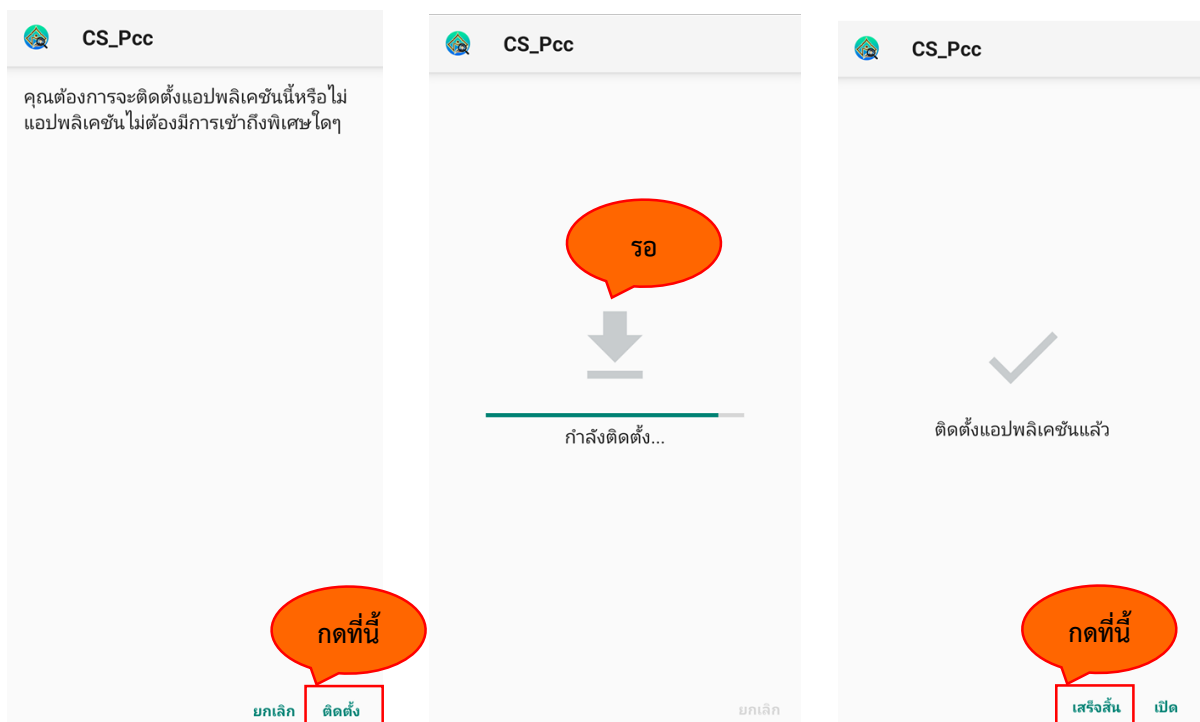 CS_Pcc
คุณต้องการจะติดตั้งแอปพลิเคชันนี้หรือไม่
แอปพลิเคชันไม่ต้องมีการเข้าถึงพิเศษใดๆ
กดที่นี้
ยกเลิก ติดตั้ง
CS_Pcc
รอ
กำลังติดตั้ง...
ยกเลิก
CS_Pcc
ติดตั้งแอปพลิเคชันแล้ว
กดที่นี้
เสร็จสิ้น เปิด